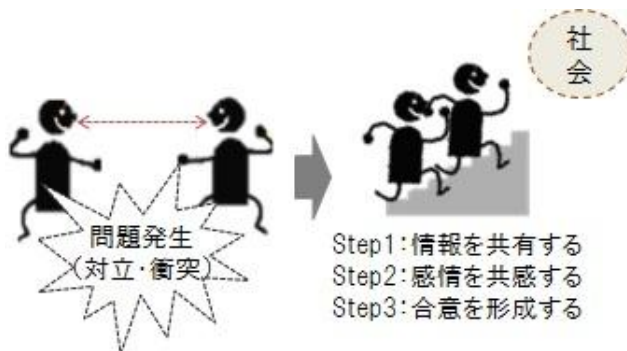 問題発生
(対立・衝突)
社
会
Step1:情報を共有する
Step2:感情を共感する
Step3:合意を形成する